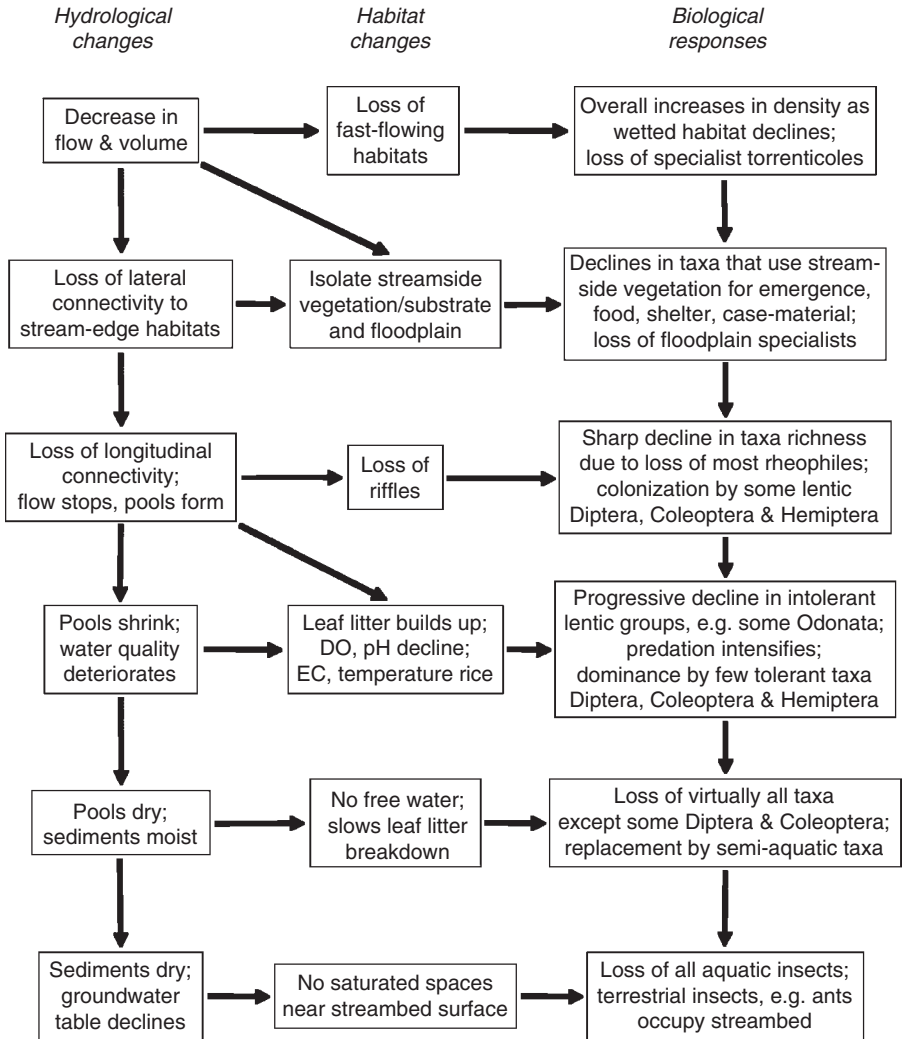 Hydrological
changes
Habitat
changes
Biological
responses
Decrease in
flow & volume
Loss of
fast-flowing
habitats
Overall increases in density as
wetted habitat declines;
loss of specialist torrenticoles
Loss of lateral
connectivity to
stream-edge habitats
Isolate streamside
vegetation/substrate
and floodplain
Declines in taxa that use stream-
side vegetation for emergence,
food, shelter, case-material;
loss of floodplain specialists
Loss of longitudinal
connectivity;
flow stops, pools form
Loss of
riffles
Sharp decline in taxa richness
due to loss of most rheophiles;
colonization by some lentic
Diptera, Coleoptera & Hemiptera
Pools shrink;
water quality
deteriorates
Leaf litter builds up;
DO, pH decline;
EC, temperature rice
Progressive decline in intolerant
lentic groups, e.g. some Odonata;
predation intensifies;
dominance by few tolerant taxa
Diptera, Coleoptera & Hemiptera
Pools dry;
sediments moist
No free water;
slows leaf litter
breakdown
Loss of virtually all taxa
except some Diptera & Coleoptera;
replacement by semi-aquatic taxa
Sediments dry;
groundwater
table declines
No saturated spaces
near streambed surface
Loss of all aquatic insects;
terrestrial insects, e.g. ants
occupy streambed